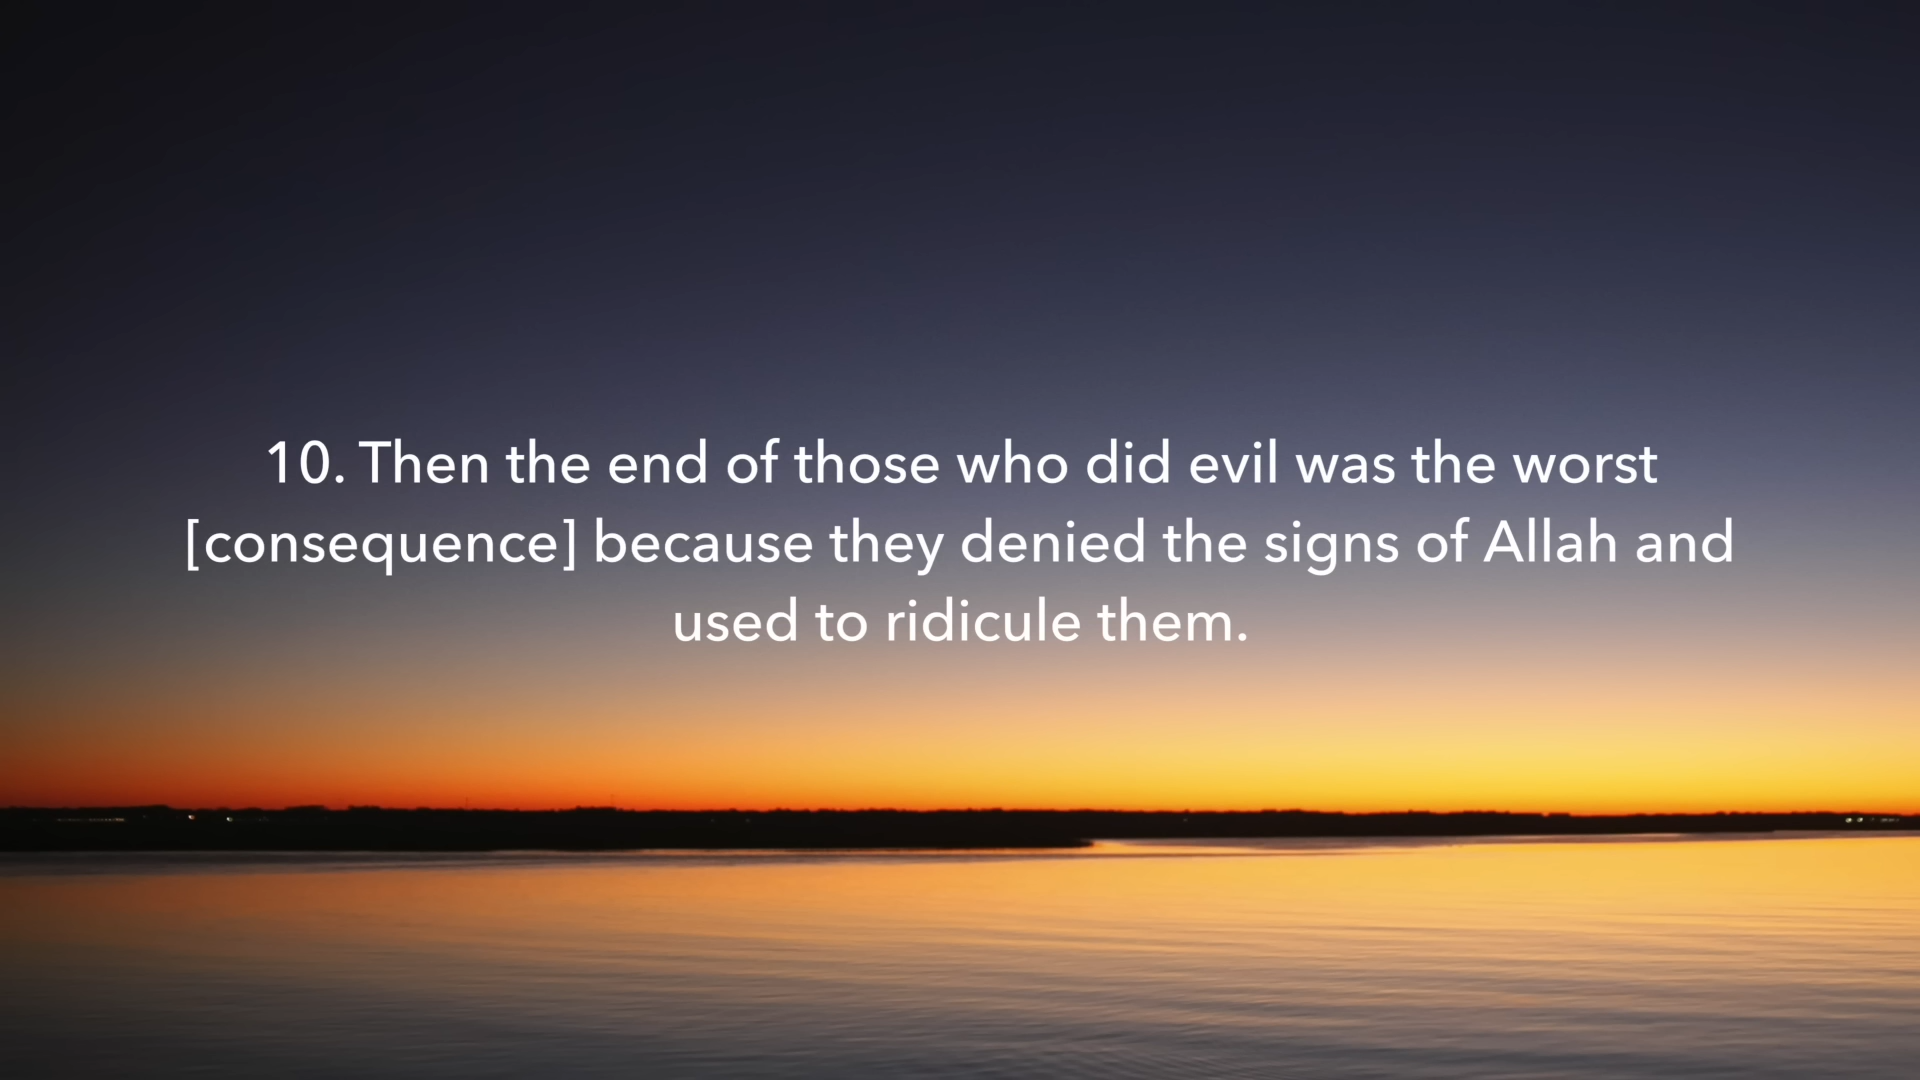 10. Then the end of those who did evil was the worst
[consequence] because they denied the signs of Allah and
used to ridicule them.